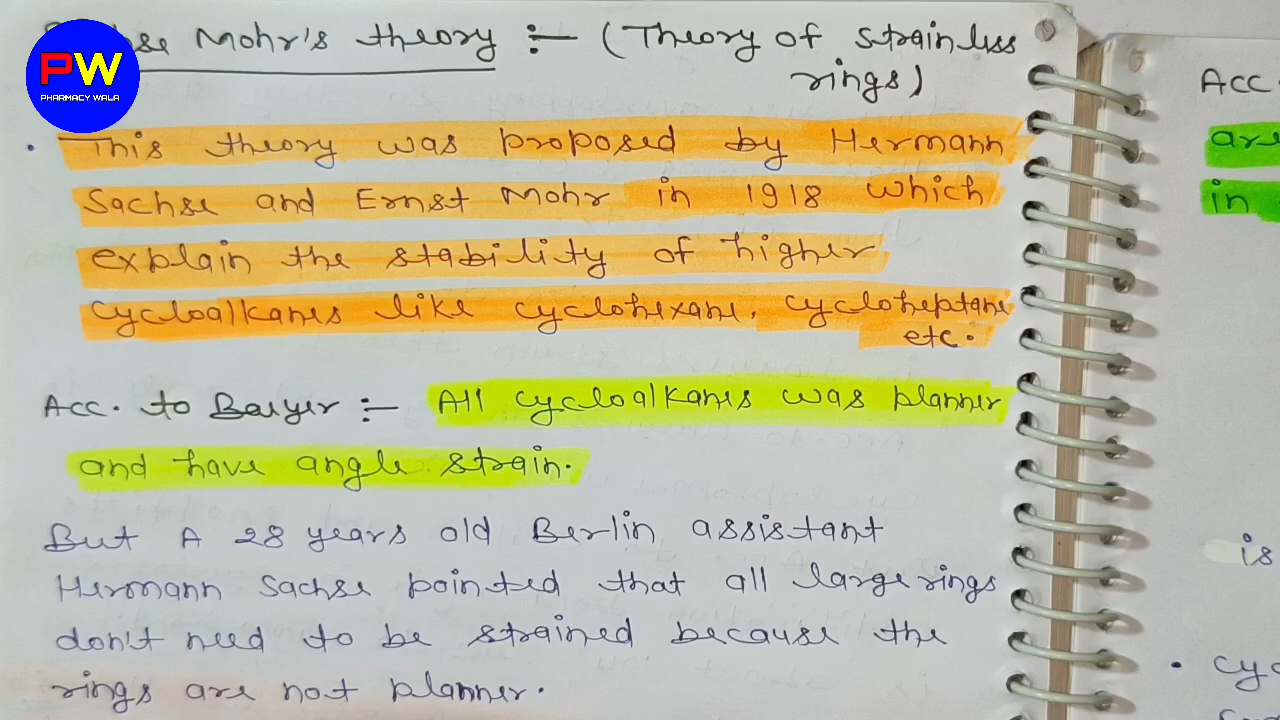 Mohr's theory :- (Theory of strainless
rings)
PW
PHARMACY WALA
• This theory was proposed by Hermann
Sachse and Ernst Mohr in 1918 which
explain the stability of higher
cycloalkanes like cyclohexane, cycloheptane
etc.
Acc. to Baeyer :- All cycloalkanes was planner
and have angle strain.
But A 28 years old Berlin assistant
Hermann Sachse pointed that all large rings
don't need to be strained because the
rings are not planner.
Acc.
are
in
is